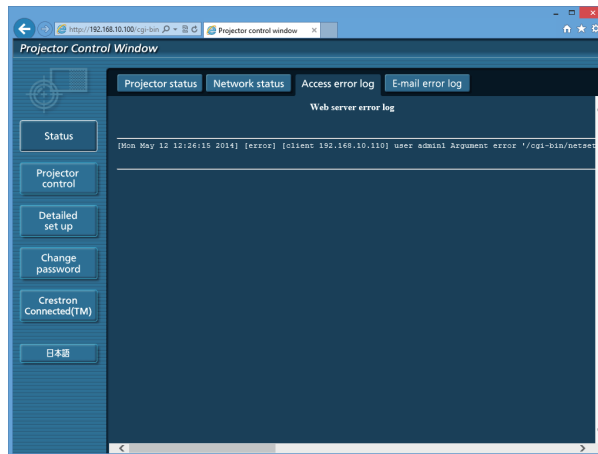 http://192.168.10.100/cgi-bin
Projector control window
Projector Control Window
Projector status
Network status
Access error log
E-mail error log
Web server error log
[Mon May 12 12:26:15 2014] [error] [client 192.168.10.110] user admin1 Argument error '/cgi-bin/netset
Status
Projector
control
Detailed
set up
Change
password
Crestron
Connected(TM)
日本語